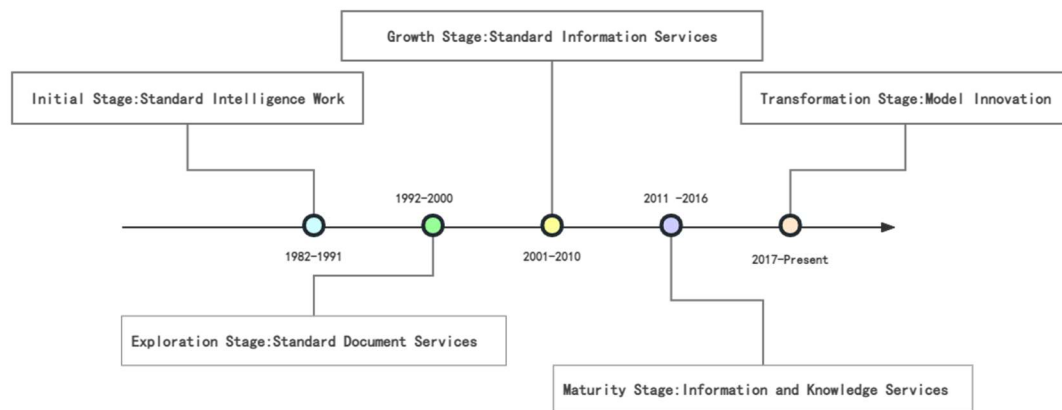 Growth Stage:Standard Information Services
Initial Stage:Standard Intelligence Work
Transformation Stage:Model Innovation
1992-2000
2011 -2016
1982-1991
2001-2010
2017-Present
Exploration Stage:Standard Document Services
Maturity Stage:Information and Knowledge Services